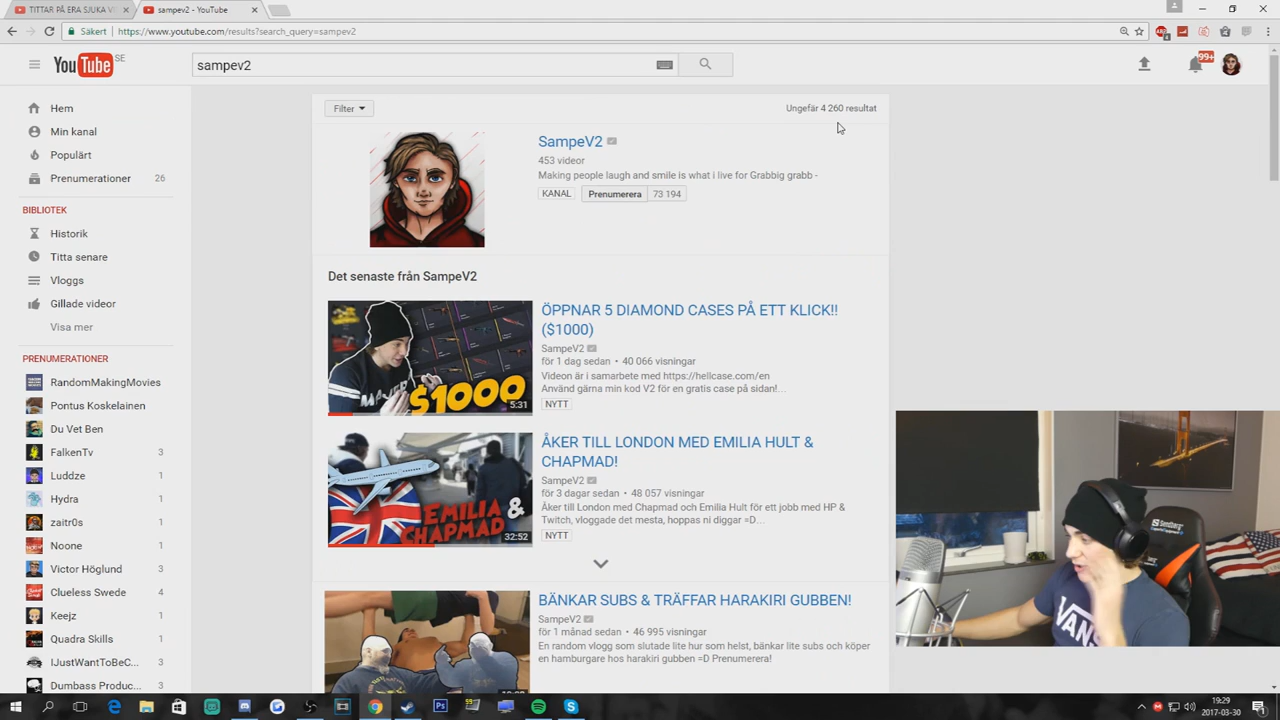 TITTAR PÅ ERA SJUKA V
sampev2 - YouTube
Säkert
https://www.youtube.com/results?search_query=sampev2
YouTube SE
sampev2
99+
Hem
Min kanal
Populärt
Prenumerationer 26
BIBLIOTEK
Historik
Titta senare
Vloggs
Gillade videor
Visa mer
PRENUMERATIONER
RandomMakingMovies
Pontus Koskelainen
Du Vet Ben
FalkenTv 3
Luddze 1
Hydra 1
zaitr0s 1
Noone 1
Victor Höglund 3
Clueless Swede 4
Keejz 1
Quadra Skills 1
IJustWantToBeC... 3
Dumbass Produc... 3
Filter
Ungefär 4 260 resultat
SampeV2
453 videor
Making people laugh and smile is what i live for Grabbig grabb -
KANAL
Prenumerera 73 194
Det senaste från SampeV2
$1000
5:31
ÖPPNAR 5 DIAMOND CASES PÅ ETT KLICK!!
($1000)
SampeV2
för 1 dag sedan • 40 066 visningar
Videon är i samarbete med https://hellcase.com/en
Använd gärna min kod V2 för en gratis case på sidan!...
NYTT
EMILIA &
CHAPMAD
32:52
ÅKER TILL LONDON MED EMILIA HULT &
CHAPMAD!
SampeV2
för 3 dagar sedan • 48 057 visningar
Åker till London med Chapmad och Emilia Hult för ett jobb med HP &
Twitch, vloggade det mesta, hoppas ni diggar =D...
NYTT
BÄNKAR SUBS & TRÄFFAR HARAKIRI GUBBEN!
SampeV2
för 1 månad sedan • 46 995 visningar
En random vlogg som slutade lite hur som helst, bänkar lite subs och köper
en hamburgare hos harakiri gubben =D Prenumerera!
Sandberg
VANS
19:29
2017-03-30